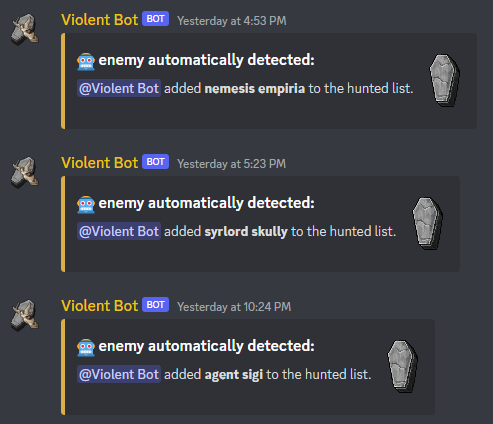 Violent Bot BOT Yesterday at 4:53 PM
enemy automatically detected:
@Violent Bot added nemesis empiria to the hunted list.
Violent Bot BOT Yesterday at 5:23 PM
enemy automatically detected:
@Violent Bot added syrlord skully to the hunted list.
Violent Bot BOT Yesterday at 10:24 PM
enemy automatically detected:
@Violent Bot added agent sigi to the hunted list.